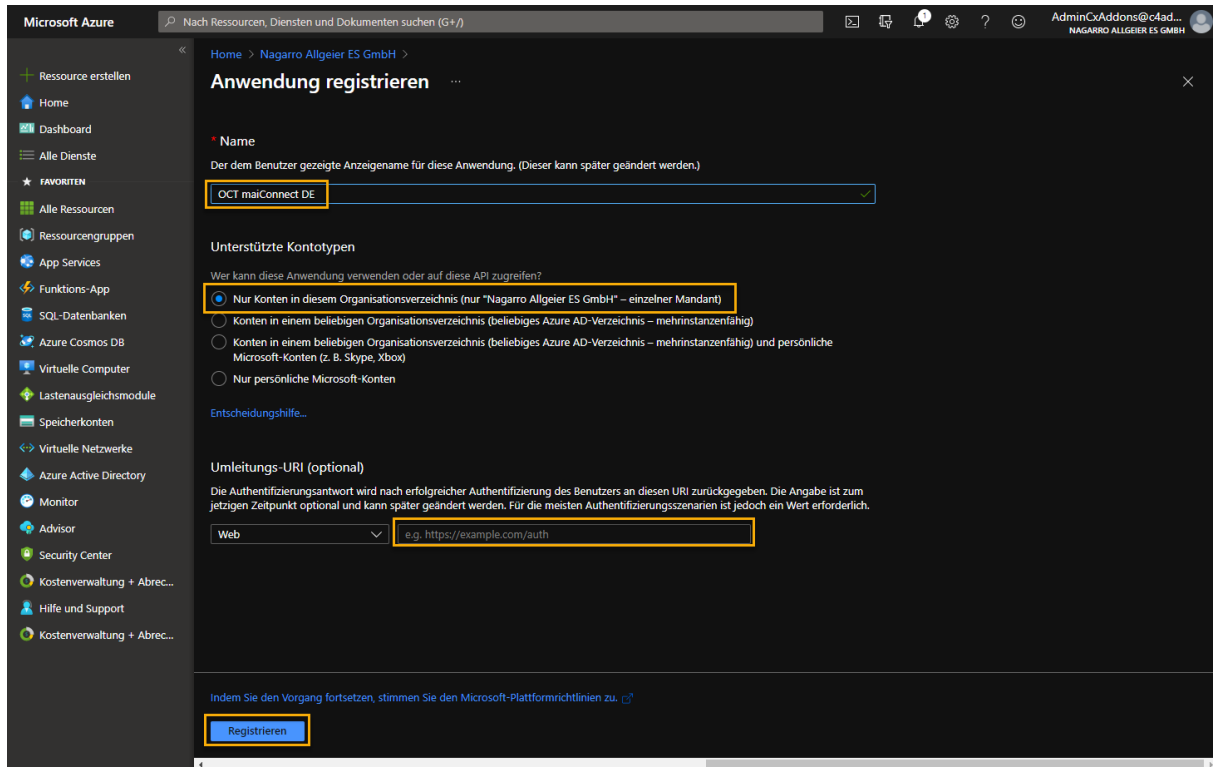 Microsoft Azure
Nach Ressourcen, Diensten und Dokumenten suchen (G+/)
AdminCxAddons@c4ad...
NAGARRO ALLGEIER ES GMBH
Ressource erstellen
Home
Dashboard
Alle Dienste
FAVORITEN
Alle Ressourcen
Ressourcengruppen
App Services
Funktions-App
SQL-Datenbanken
Azure Cosmos DB
Virtuelle Computer
Lastenausgleichsmodule
Speicherkonten
Virtuelle Netzwerke
Azure Active Directory
Monitor
Advisor
Security Center
Kostenverwaltung + Abrec...
Hilfe und Support
Kostenverwaltung + Abrec...
Home > Nagarro Allgeier ES GmbH >
Anwendung registrieren ...
* Name
Der dem Benutzer gezeigte Anzeigename für diese Anwendung. (Dieser kann später geändert werden.)
OCT maiConnect DE
Unterstützte Kontotypen
Wer kann diese Anwendung verwenden oder auf diese API zugreifen?
Nur Konten in diesem Organisationsverzeichnis (nur "Nagarro Allgeier ES GmbH" – einzelner Mandant)
Konten in einem beliebigen Organisationsverzeichnis (beliebiges Azure AD-Verzeichnis – mehrinstanzenfähig)
Konten in einem beliebigen Organisationsverzeichnis (beliebiges Azure AD-Verzeichnis – mehrinstanzenfähig) und persönliche
Microsoft-Konten (z. B. Skype, Xbox)
Nur persönliche Microsoft-Konten
Entscheidungshilfe...
Umleitungs-URI (optional)
Die Authentifizierungsantwort wird nach erfolgreicher Authentifizierung des Benutzers an diesen URI zurückgegeben. Die Angabe ist zum
jetzigen Zeitpunkt optional und kann später geändert werden. Für die meisten Authentifizierungsszenarien ist jedoch ein Wert erforderlich.
Web
e.g. https://example.com/auth
Indem Sie den Vorgang fortsetzen, stimmen Sie den Microsoft-Plattformrichtlinien zu.
Registrieren